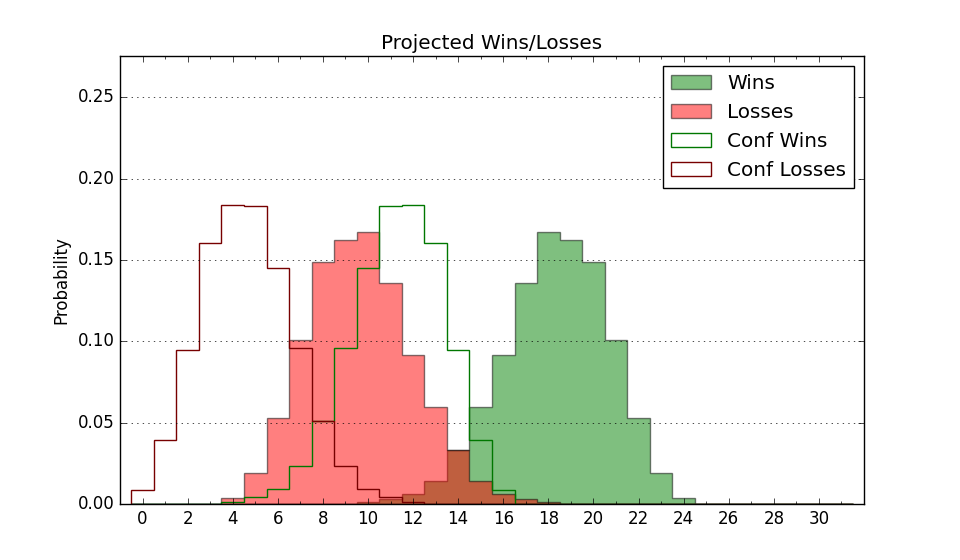 Projected Wins/Losses
Wins
Losses
Conf Wins
Conf Losses
Probability
0.25
0.20
0.15
0.10
0.05
0.00
0 2 4 6 8 10 12 14 16 18 20 22 24 26 28 30